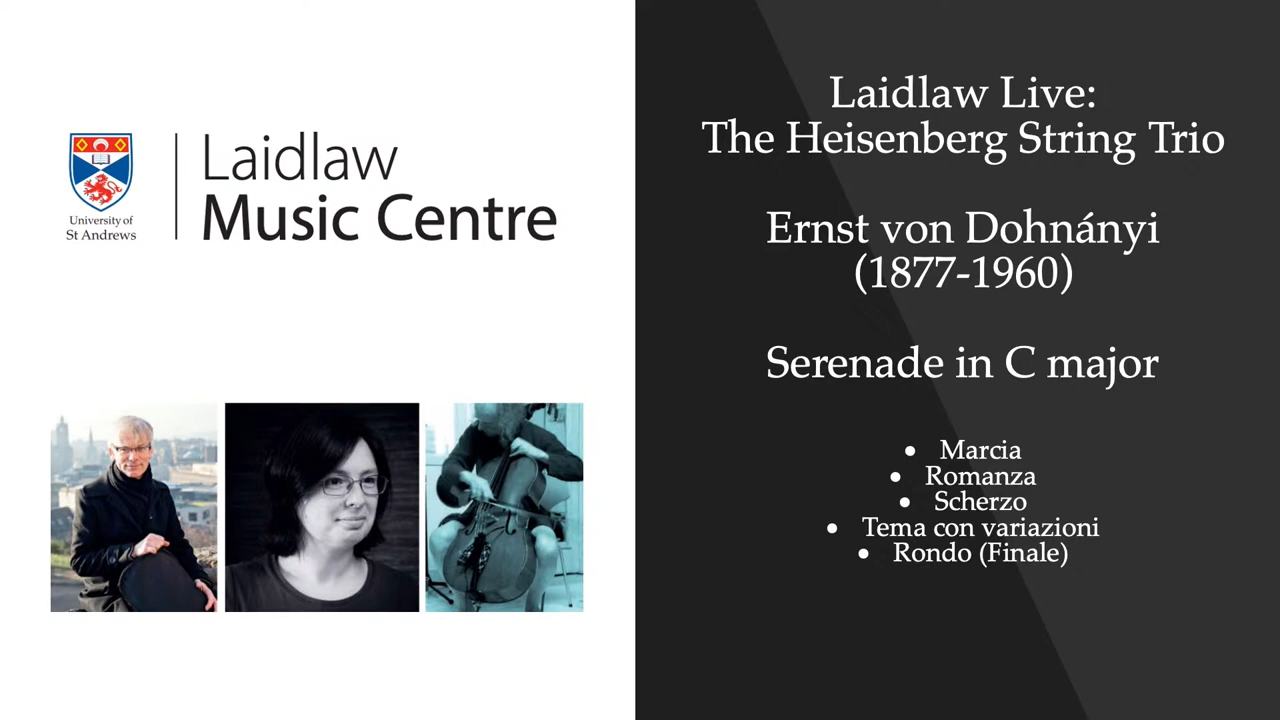 University of
St Andrews
Laidlaw
Music Centre
Laidlaw Live:
The Heisenberg String Trio
Ernst von Dohnányi
(1877-1960)
Serenade in C major
• Marcia
• Romanza
• Scherzo
• Tema con variazioni
• Rondo (Finale)